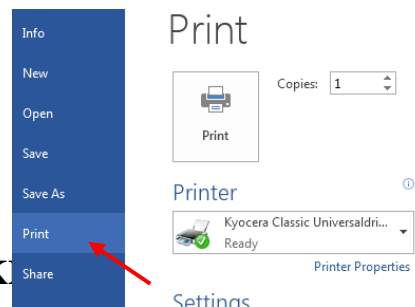 Info
New
Open
Save
Save As
Print
Share
Print
Copies: 1
Print
Printer
Kyocera Classic Universaldri...
Ready
Printer Properties
Settings